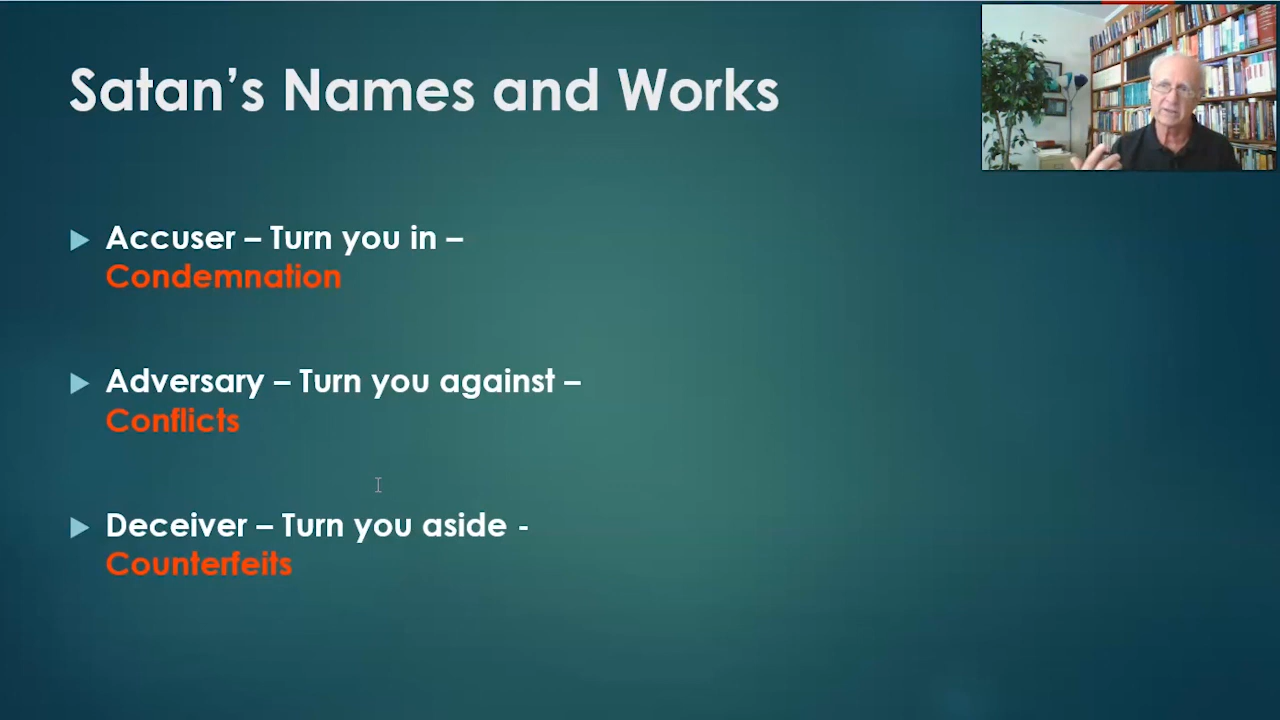 Satan's Names and Works
Accuser – Turn you in –
Condemnation
Adversary – Turn you against –
Conflicts
Deceiver – Turn you aside -
Counterfeits